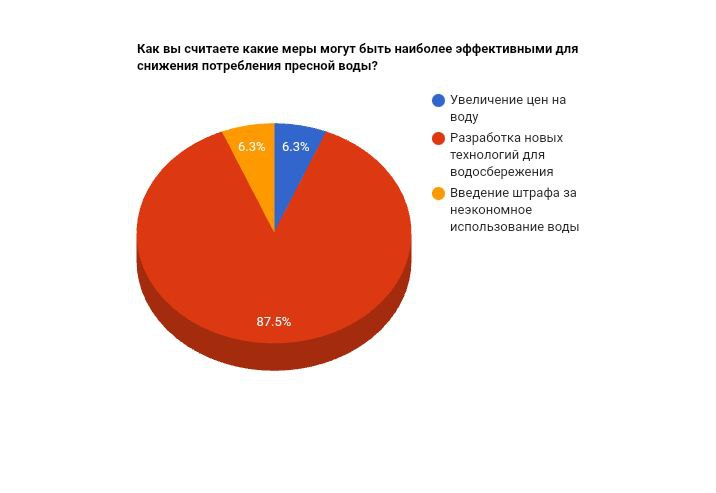 Как вы считаете какие меры могут быть наиболее эффективными для
снижения потребления пресной воды?
Увеличение цен на
воду
Разработка новых
технологий для
водосбережения
Введение штрафа за
неэкономное
использование воды
6.3%
6.3%
87.5%